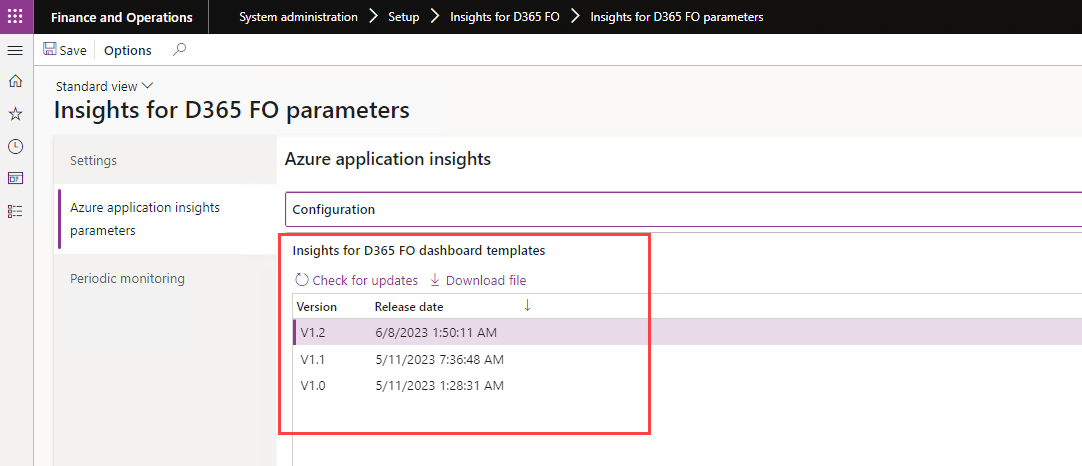 Finance and Operations
System administration Setup Insights for D365 FO Insights for D365 FO parameters
Save Options
Standard view
Insights for D365 FO parameters
Settings
Azure application insights parameters
Periodic monitoring
Azure application insights
Configuration
Insights for D365 FO dashboard templates
Check for updates Download file
Version Release date
V1.2 6/8/2023 1:50:11 AM
V1.1 5/11/2023 7:36:48 AM
V1.0 5/11/2023 1:28:31 AM